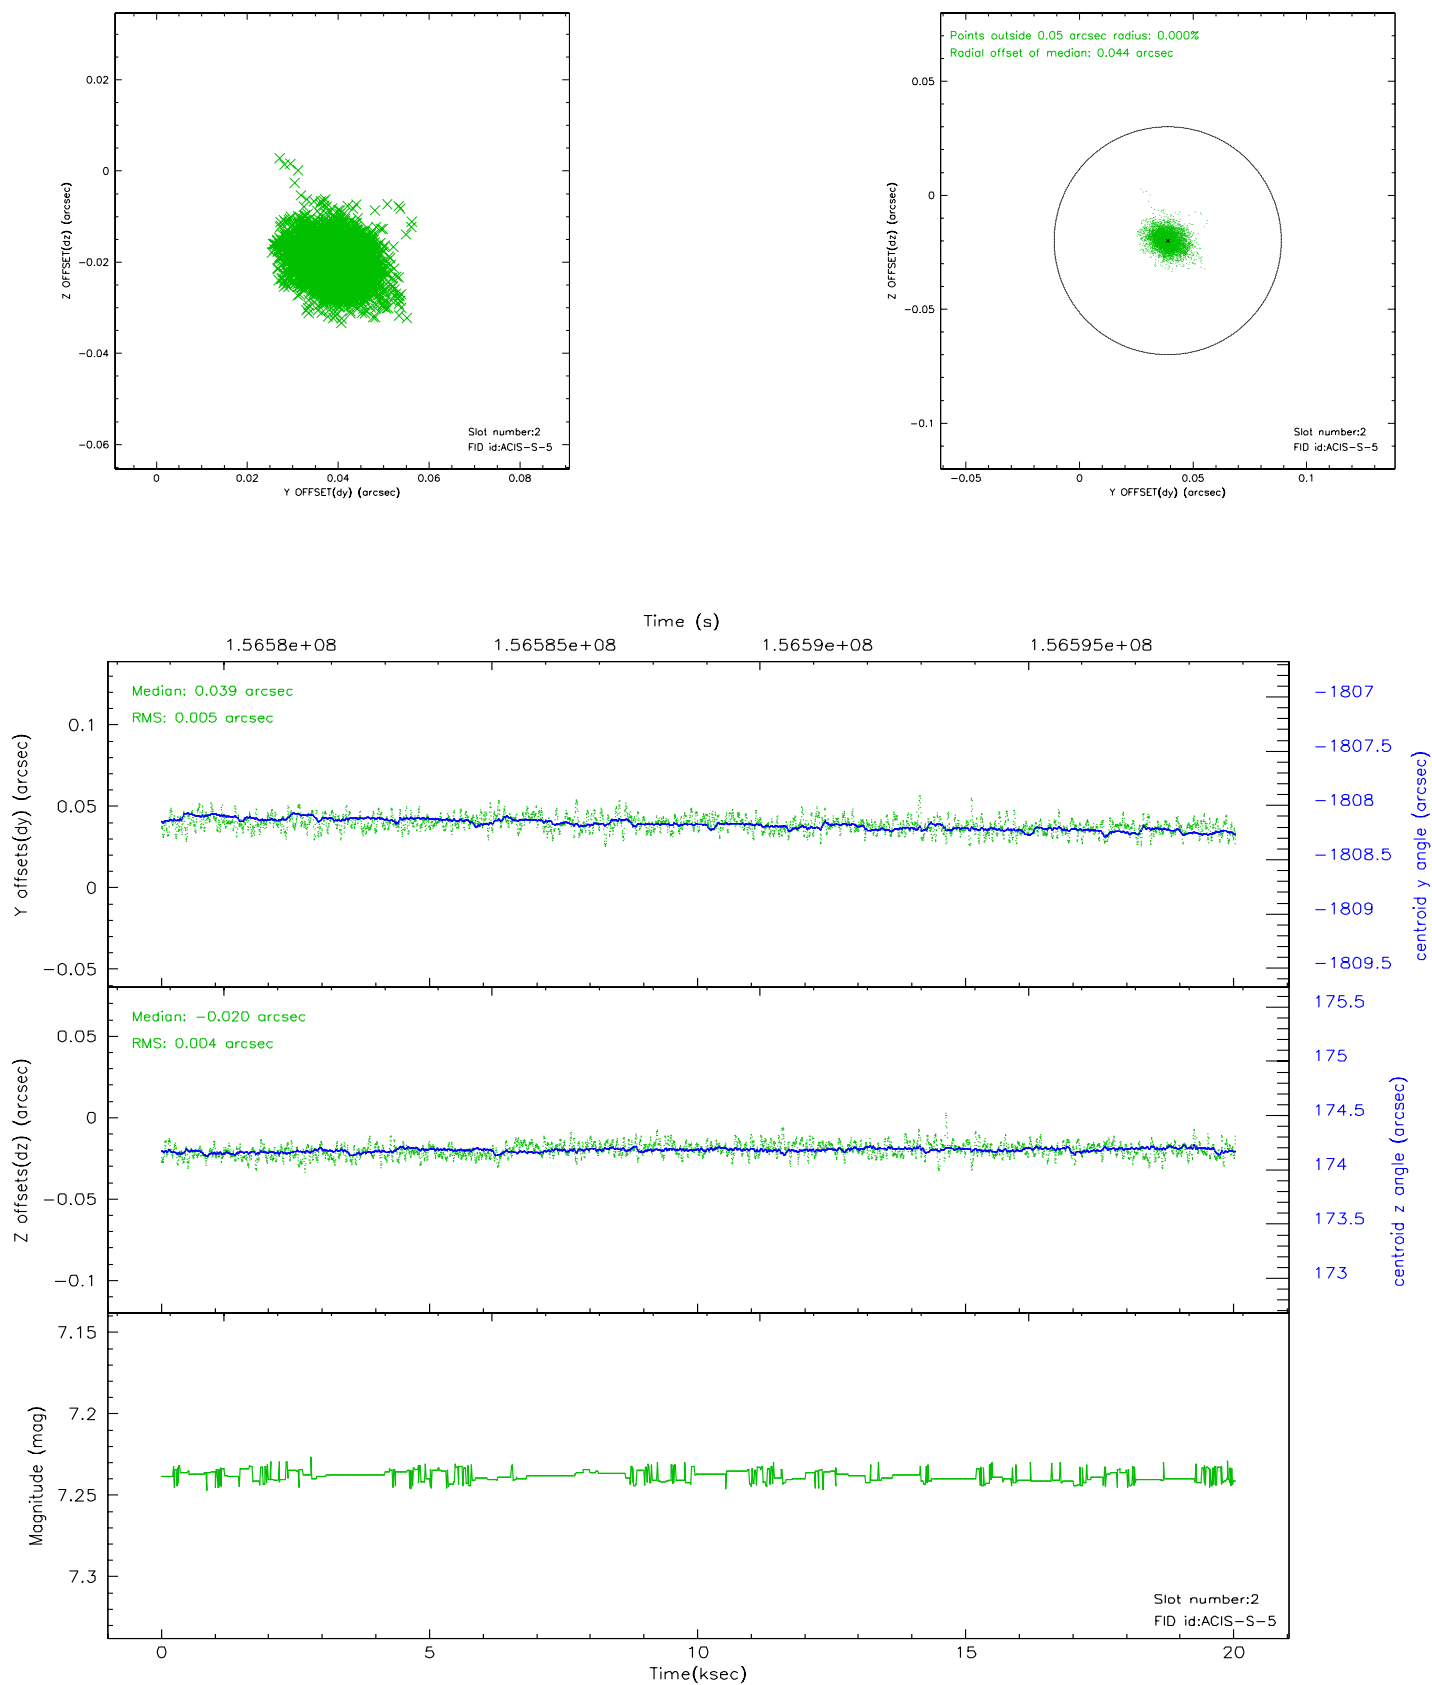 0.02
0
-0.02
-0.04
-0.06
Z OFFSET(dz) (arcsec)
Slot number:2
FID id:ACIS-S-5
0 0.02 0.04 0.06 0.08
Y OFFSET(dy) (arcsec)
Points outside 0.05 arcsec radius: 0.000%
Radial offset of median: 0.044 arcsec
0.05
0
-0.05
-0.1
Z OFFSET(dz) (arcsec)
Slot number:2
FID id:ACIS-S-5
-0.05 0 0.05 0.1
Y OFFSET(dy) (arcsec)
Time (s)
1.5658e+08 1.56585e+08 1.5659e+08 1.56595e+08
Median: 0.039 arcsec
RMS: 0.005 arcsec
0.1
0.05
0
-0.05
Y offsets(dy) (arcsec)
-1807
-1807.5
-1808
-1808.5
-1809
-1809.5
centroid y angle (arcsec)
Median: -0.020 arcsec
RMS: 0.004 arcsec
0.05
0
-0.05
-0.1
Z offsets(dz) (arcsec)
175.5
175
174.5
174
173.5
173
centroid z angle (arcsec)
7.15
7.2
7.25
7.3
Magnitude (mag)
Slot number:2
FID id:ACIS-S-5
0 5 10 15 20
Time(ksec)